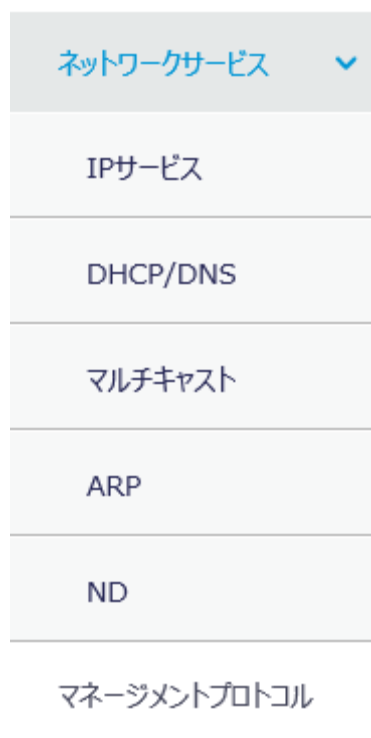 ネットワークサービス
IPサービス
DHCP/DNS
マルチキャスト
ARP
ND
マネージメントプロトコル